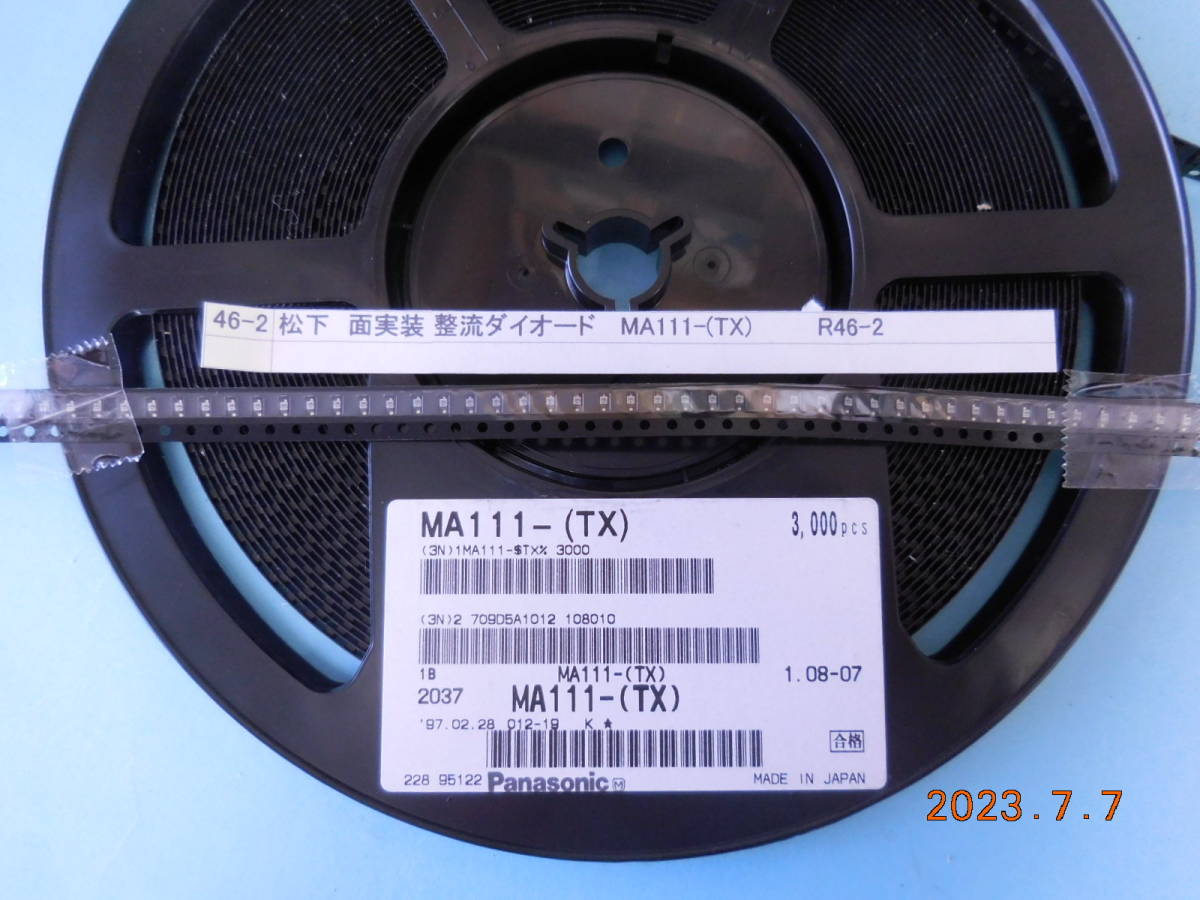 46-2 松下 面実装 整流ダイオード MA111-(TX) R46-2
MA111-(TX) 3,000pcs
(3N)1MA111-$TX% 3000
(3N)2 709D5A1012 108010
1B MA111-(TX) 1.08-07
2037 MA111-(TX)
'97.02.28 012-19 K ★
合格
228 95122 Panasonic M MADE IN JAPAN
2023.7.7